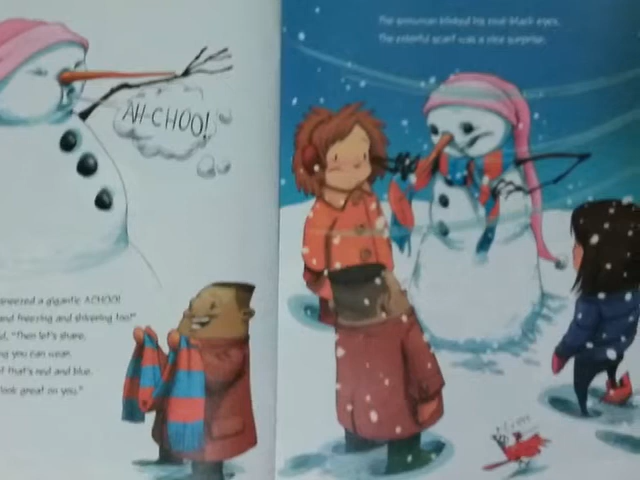 AH-CHOO!
sneezed a gigantic ACHOO!
and freezing and shivering too!"
"Then let's share.
you can wear.
that's red and blue.
look great on you."
The snowman blinked his coal-black eyes.
The colorful scarf was a nice surprise.